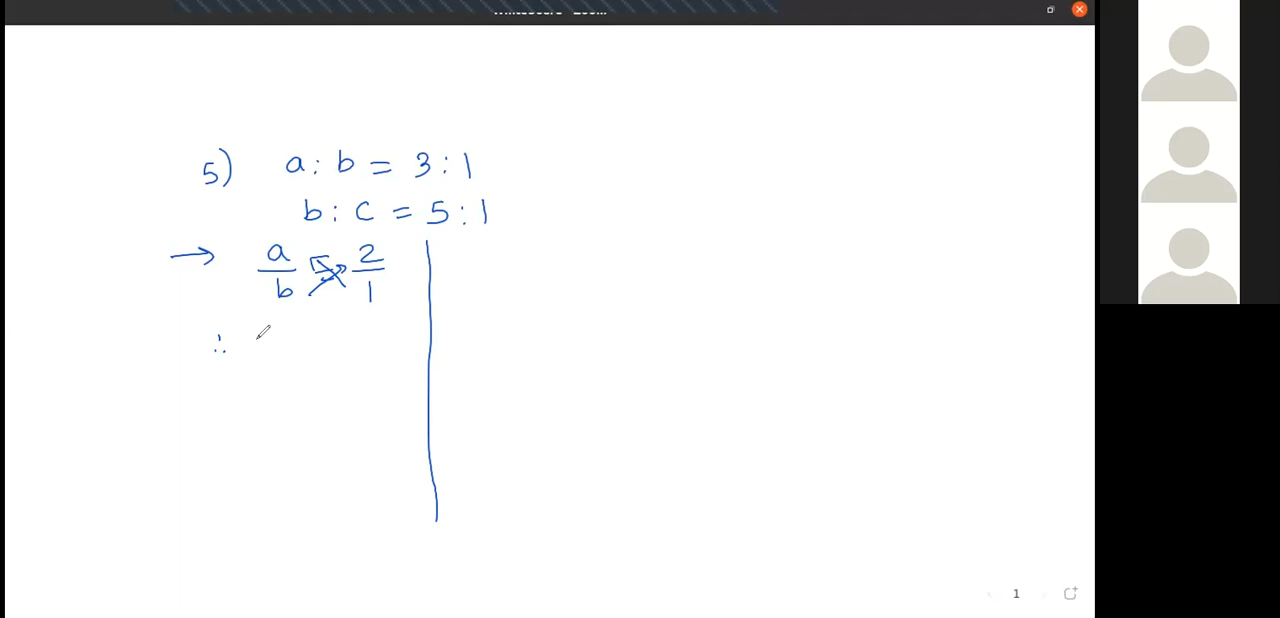 5) a : b = 3 : 1
b : c = 5 : 1
→ a/b = 2/1
∴
1